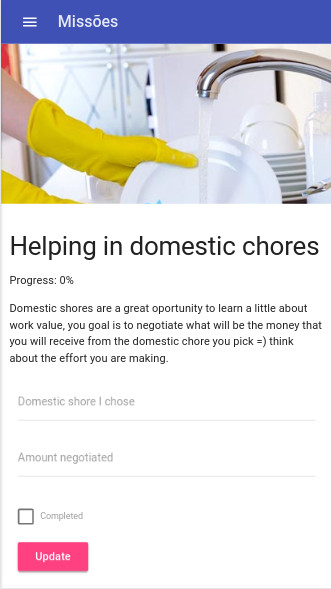 Missões
Helping in domestic chores
Progress: 0%
Domestic shores are a great oportunity to learn a little about
work value, you goal is to negotiate what will be the money that
you will receive from the domestic chore you pick =) think
about the effort you are making.
Domestic shore I chose
Amount negotiated
Completed
Update